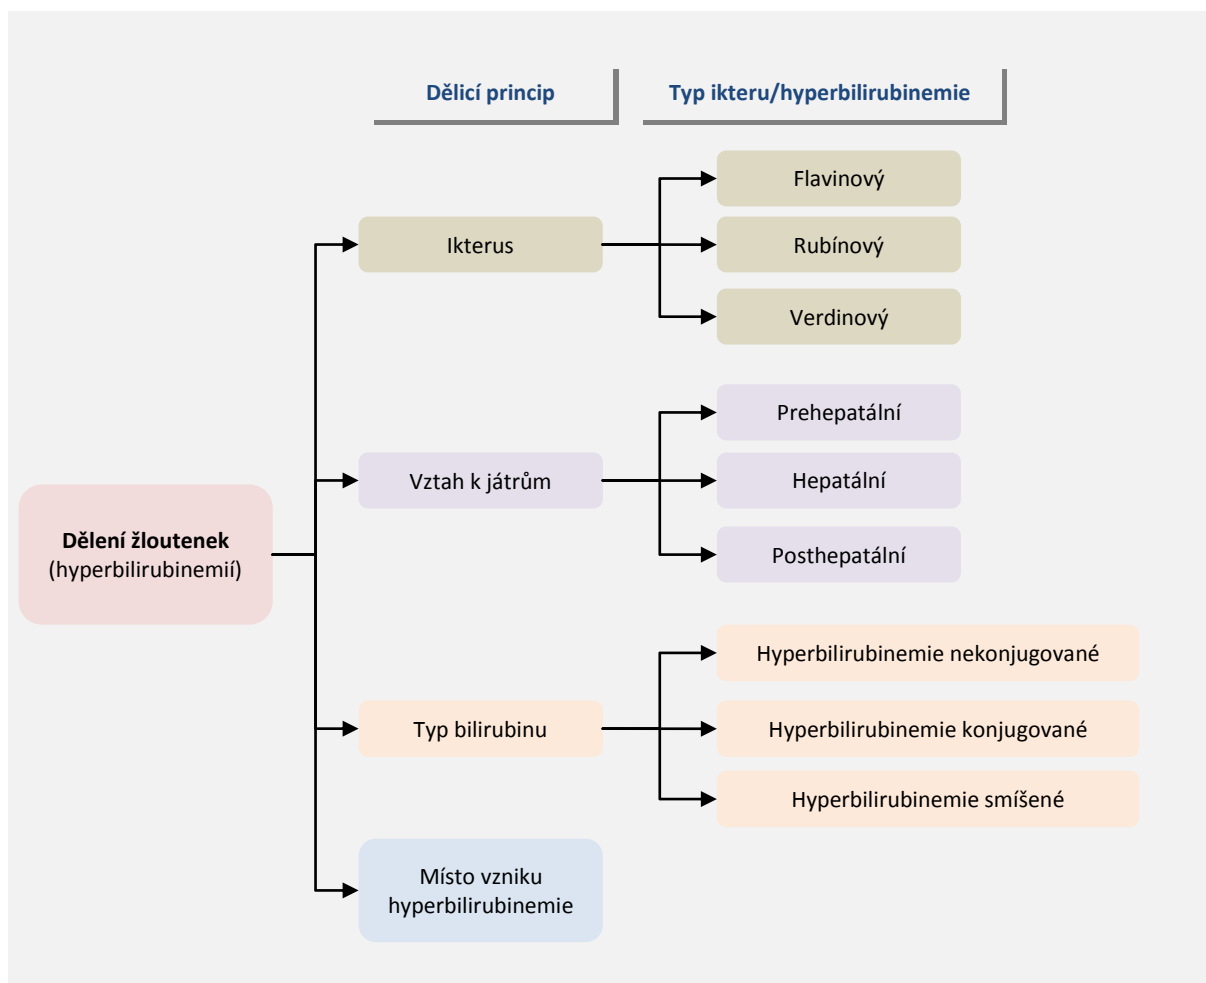 Dělicí princip
Typ ikteru/hyperbilirubinemie
Flavinový
Ikterus
Rubínový
Verdinový
Prehepatální
Vztah k játrům
Hepatální
Posthepatální
Dělení žloutenek
(hyperbilirubinemií)
Hyperbilirubinemie nekonjugované
Typ bilirubinu
Hyperbilirubinemie konjugované
Hyperbilirubinemie smíšené
Místo vzniku
hyperbilirubinemie